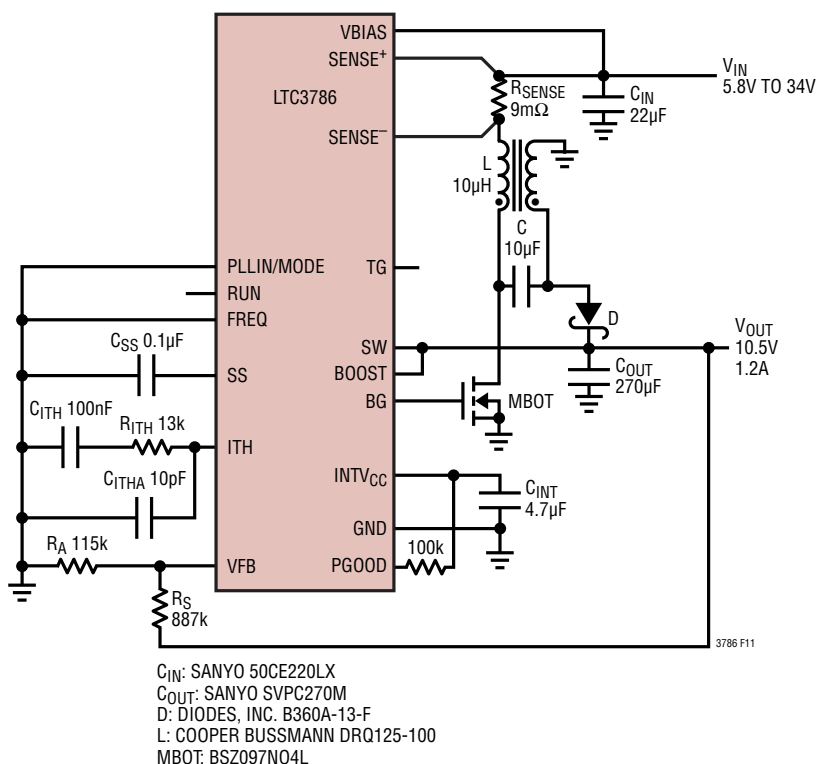 VBIAS
SENSE+
LTC3786
SENSE–
RSENSE
9mΩ
VIN
5.8V TO 34V
CIN
22µF
L
10µH
C
10µF
PLLIN/MODE
TG
RUN
FREQ
D
CSS 0.1µF
SS
SW
BOOST
BG
MBOT
VOUT
10.5V
1.2A
COUT
270µF
CITH 100nF
RITH 13k
ITH
CITHA 10pF
INTVCC
CINT
4.7µF
GND
RA 115k
VFB
PGOOD
100k
RS
887k
3786 F11
CIN: SANYO 50CE220LX
COUT: SANYO SVPC270M
D: DIODES, INC. B360A-13-F
L: COOPER BUSSMANN DRQ125-100
MBOT: BSZ097NO4L